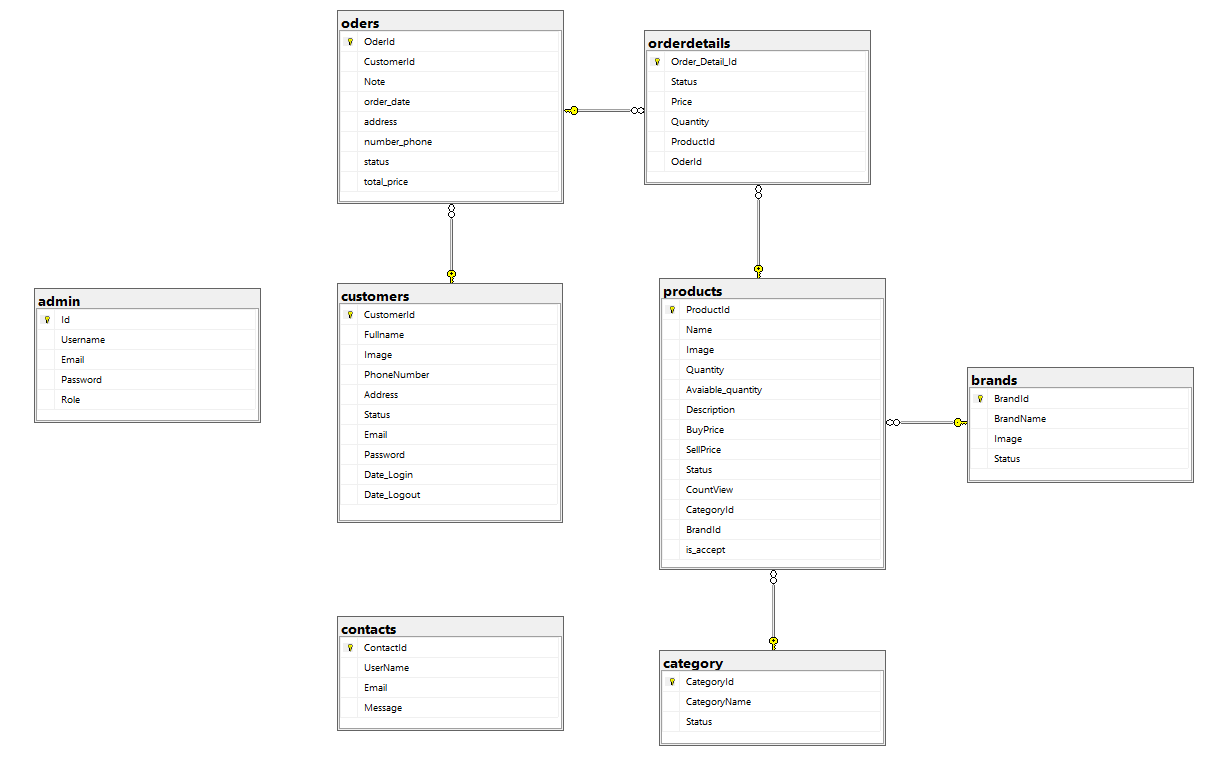 oders
OderId
CustomerId
Note
order_date
address
number_phone
status
total_price
orderdetails
Order_Detail_Id
Status
Price
Quantity
ProductId
OderId
admin
Id
Username
Email
Password
Role
customers
CustomerId
Fullname
Image
PhoneNumber
Address
Status
Email
Password
Date_Login
Date_Logout
products
ProductId
Name
Image
Quantity
Avaiable_quantity
Description
BuyPrice
SellPrice
Status
CountView
CategoryId
BrandId
is_accept
brands
BrandId
BrandName
Image
Status
contacts
ContactId
UserName
Email
Message
category
CategoryId
CategoryName
Status